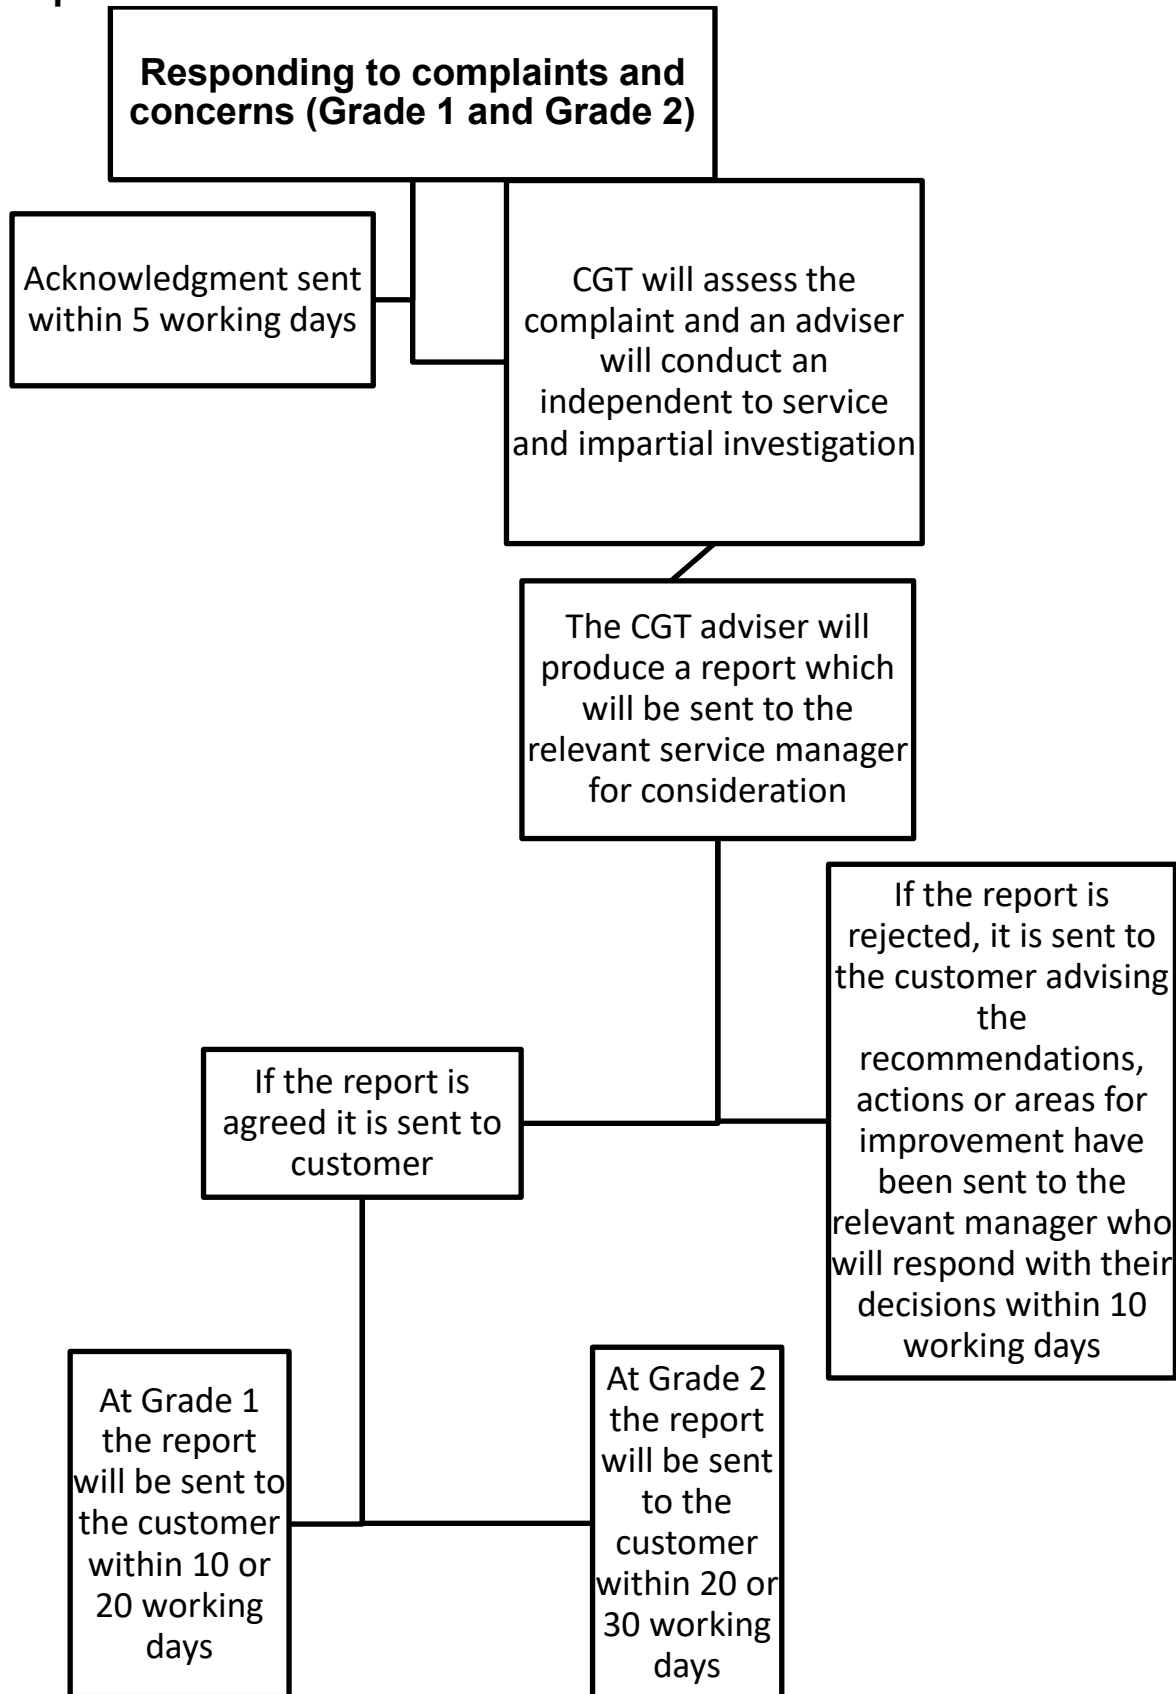 Responding to complaints and
concerns (Grade 1 and Grade 2)
Acknowledgment sent
within 5 working days
CGT will assess the
complaint and an adviser
will conduct an
independent to service
and impartial investigation
The CGT adviser will
produce a report which
will be sent to the
relevant service manager
for consideration
If the report is
agreed it is sent to
customer
If the report is
rejected, it is sent to
the customer advising
the
recommendations,
actions or areas for
improvement have
been sent to the
relevant manager who
will respond with their
decisions within 10
working days
At Grade 1
the report
will be sent to
the customer
within 10 or
20 working
days
At Grade 2
the report
will be sent
to the
customer
within 20 or
30 working
days